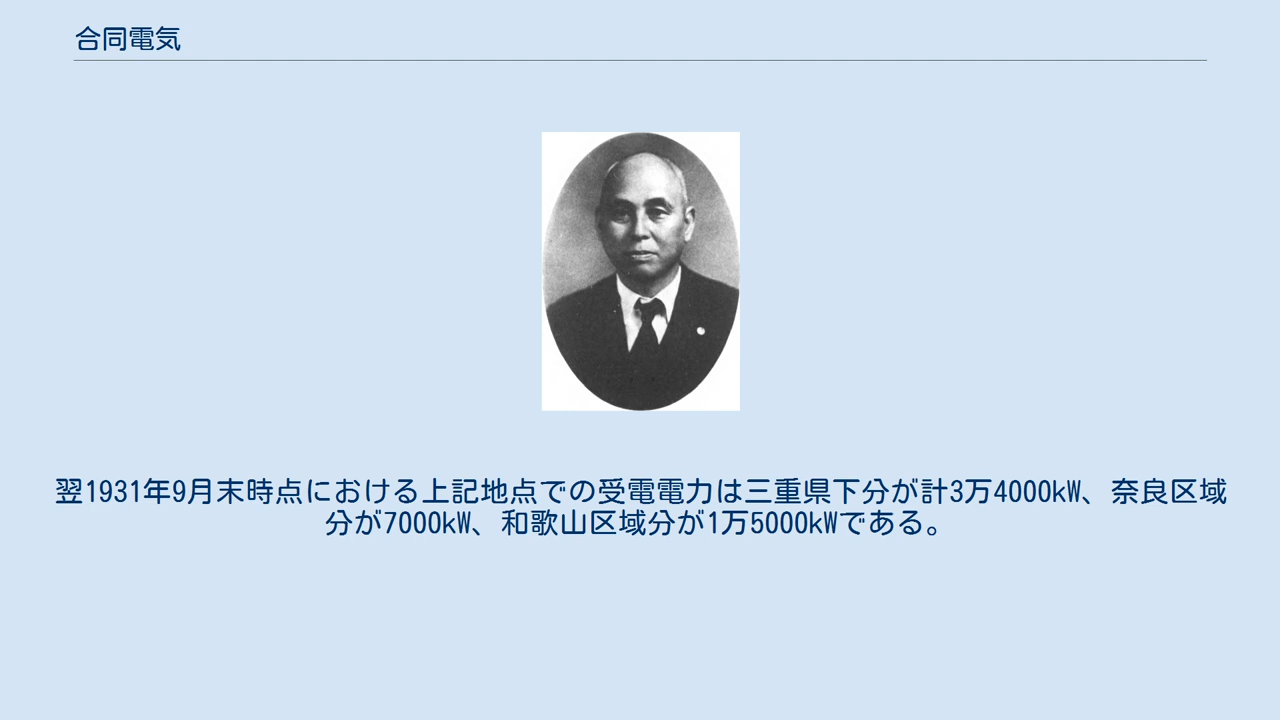 合同電気
翌1931年9月末時点における上記地点での受電電力は三重県下分が計3万4000kW、奈良区域
分が7000kW、和歌山区域分が1万5000kWである。